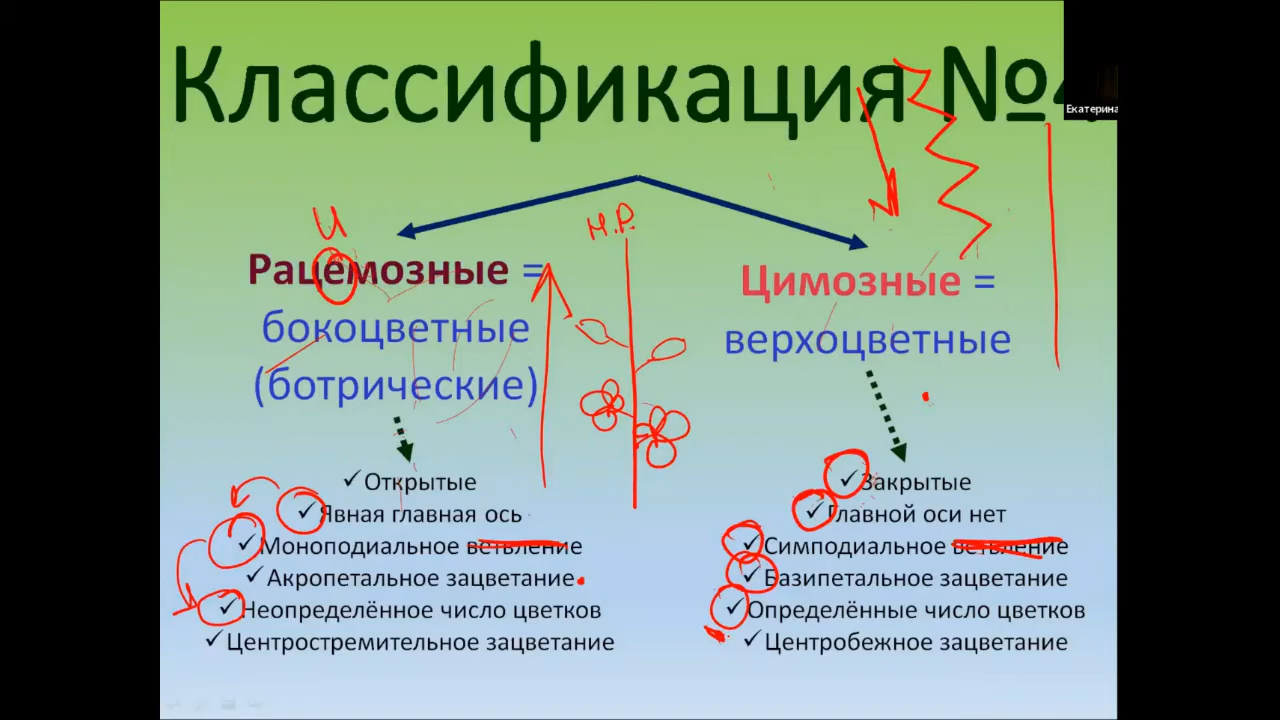 Классификация №4
Екатерина
И
М.Р.
Рацемозные =
бокоцветные
(ботрические)
Открытые
Явная главная ось
Моноподиальное ветвление
Акропетальное зацветание
Неопределённое число цветков
Центростремительное зацветание
Цимозные =
верхоцветные
Закрытые
Главной оси нет
Симподиальное ветвление
Базипетальное зацветание
Определённые число цветков
Центробежное зацветание